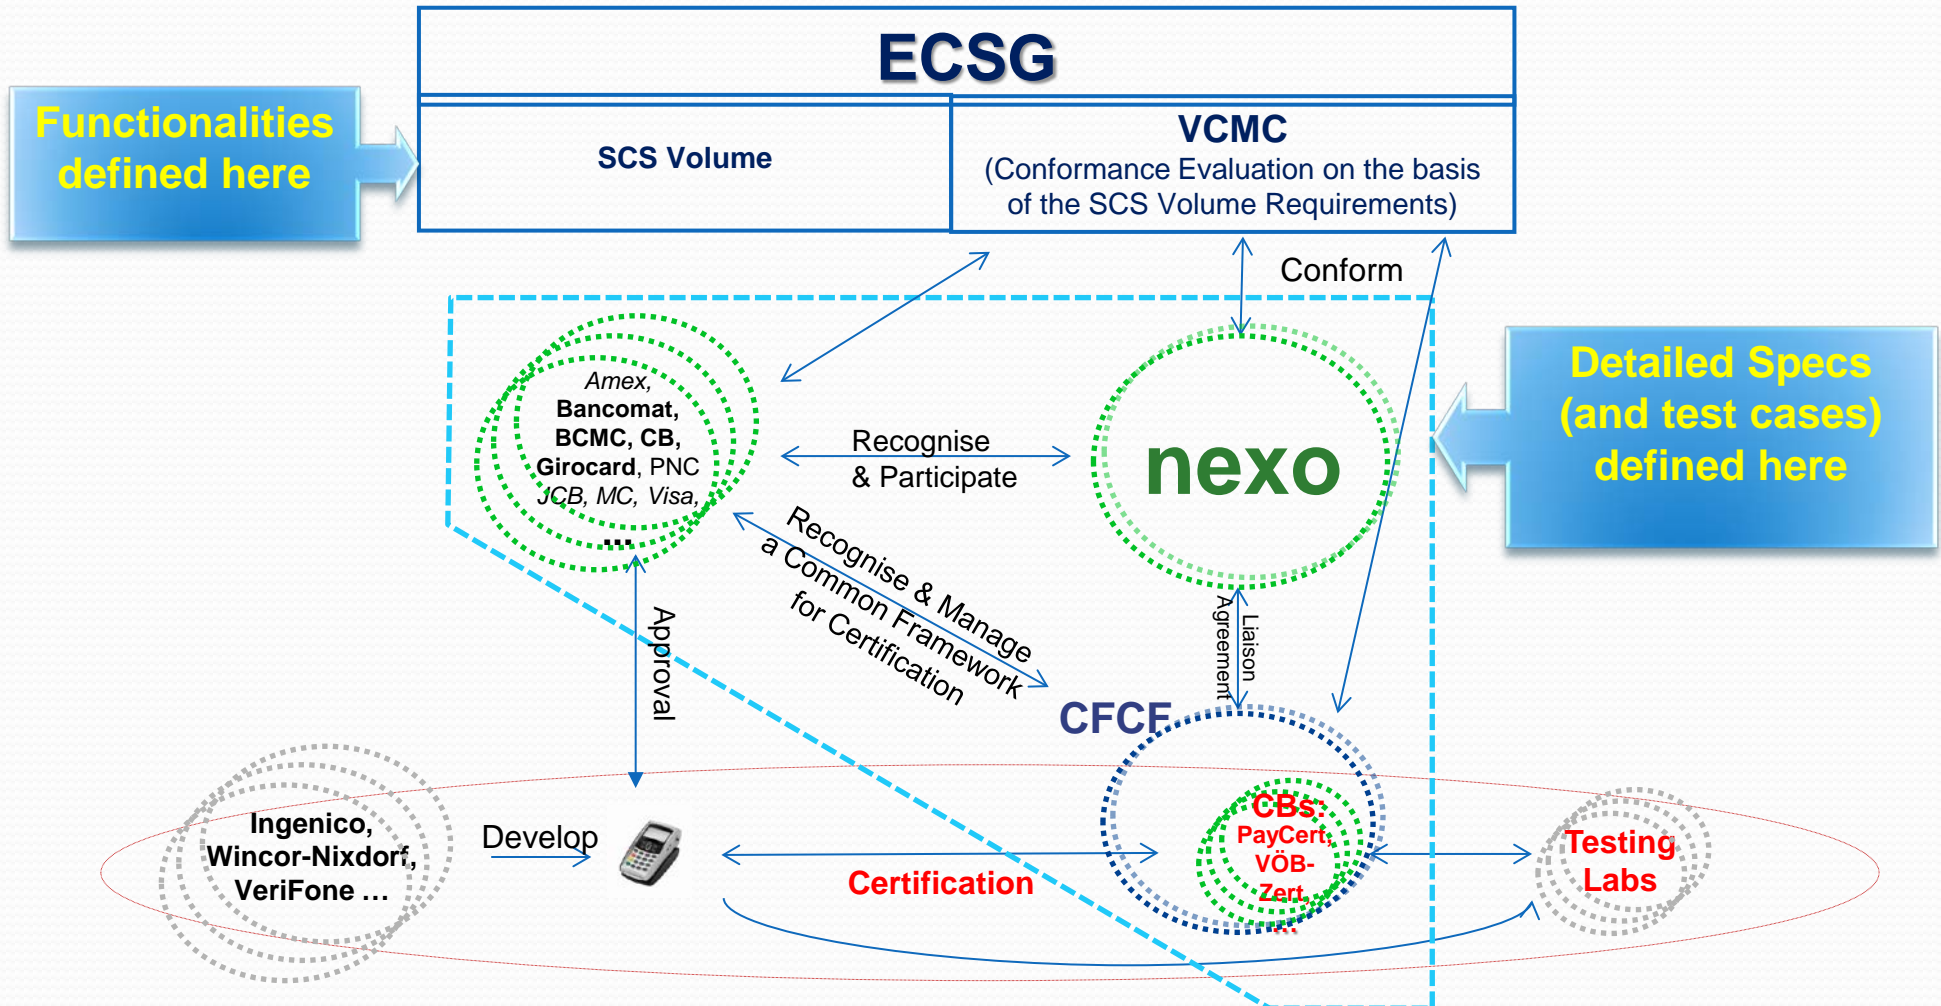 ECSG
Functionalities
defined here
SCS Volume
VCMC
(Conformance Evaluation on the basis
of the SCS Volume Requirements)
Conform
Amex,
Bancomat,
BCMC, CB,
Girocard, PNC
JCB, MC, Visa,
...
Recognise
& Participate
nexo
Detailed Specs
(and test cases)
defined here
Recognise & Manage
a Common Framework
for Certification
Approval
Liaison
Agreement
CFCF
Ingenico,
Wincor-Nixdorf,
VeriFone ...
Develop
Certification
CBs:
PayCert,
VÖB-
Zert,
...
Testing
Labs